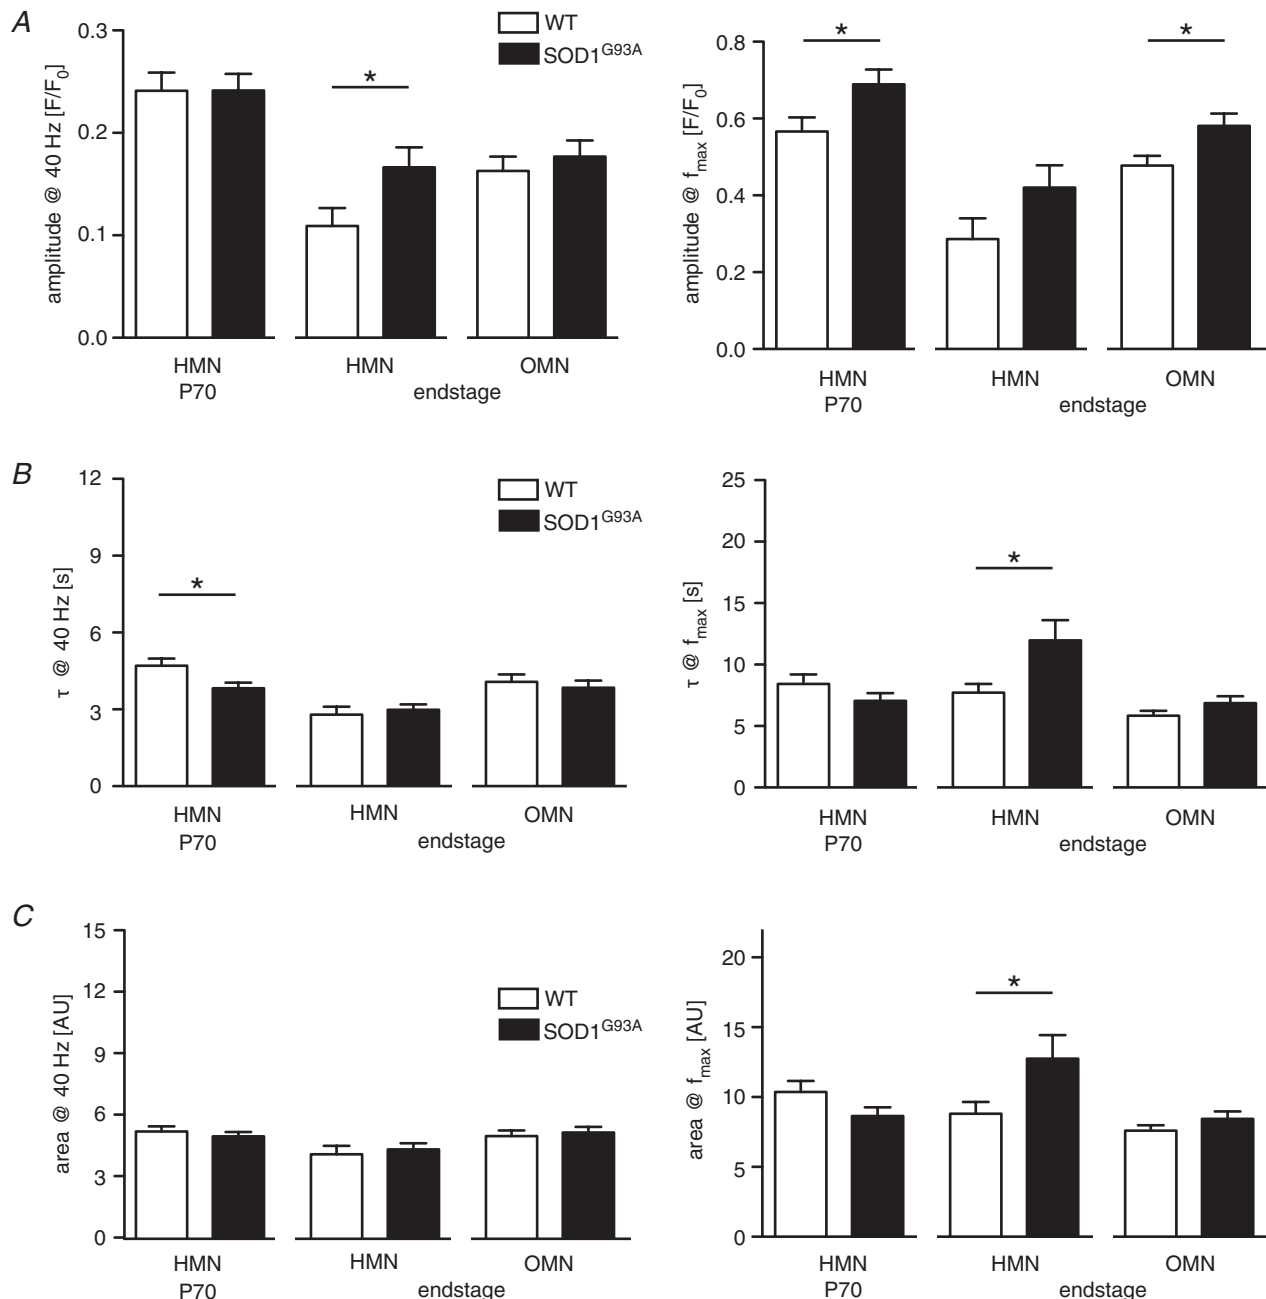 A
amplitude @ 40 Hz [F/F0]
0.3
0.2
0.1
0.0
WT
SOD1G93A
*
HMN
P70
HMN
OMN
endstage
amplitude @ fmax [F/F0]
0.8
0.6
0.4
0.2
0.0
*
*
HMN
P70
HMN
OMN
endstage
B
τ @ 40 Hz [s]
12
9
6
3
0
WT
SOD1G93A
*
HMN
P70
HMN
OMN
endstage
τ @ fmax [s]
25
20
15
10
5
0
*
HMN
P70
HMN
OMN
endstage
C
area @ 40 Hz [AU]
15
12
9
6
3
0
WT
SOD1G93A
HMN
P70
HMN
OMN
endstage
area @ fmax [AU]
20
15
10
5
0
*
HMN
P70
HMN
OMN
endstage